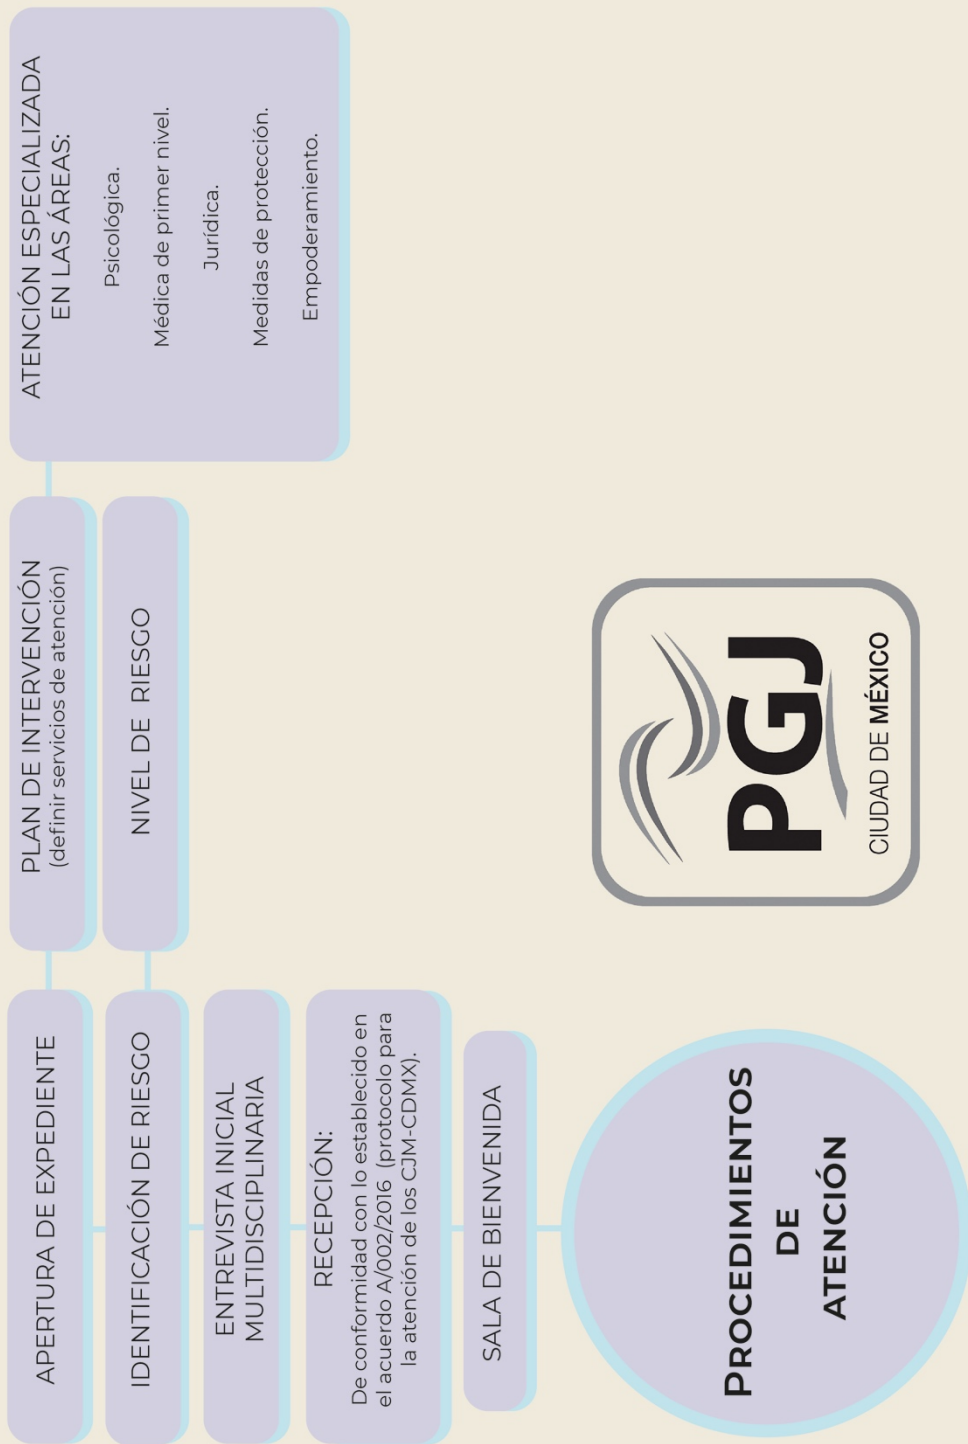 APERTURA DE EXPEDIENTE
PLAN DE INTERVENCIÓN
(definir servicios de atención)
ATENCIÓN ESPECIALIZADA
EN LAS ÁREAS:
Psicológica.
Médica de primer nivel.
Jurídica.
Medidas de protección.
Empoderamiento.
IDENTIFICACIÓN DE RIESGO
NIVEL DE RIESGO
ENTREVISTA INICIAL
MULTIDISCIPLINARIA
RECEPCIÓN:
De conformidad con lo establecido en
el acuerdo A/002/2016 (protocolo para
la atención de los CJM-CDMX).
SALA DE BIENVENIDA
PROCEDIMIENTOS
DE
ATENCIÓN
PGJ
CIUDAD DE MÉXICO